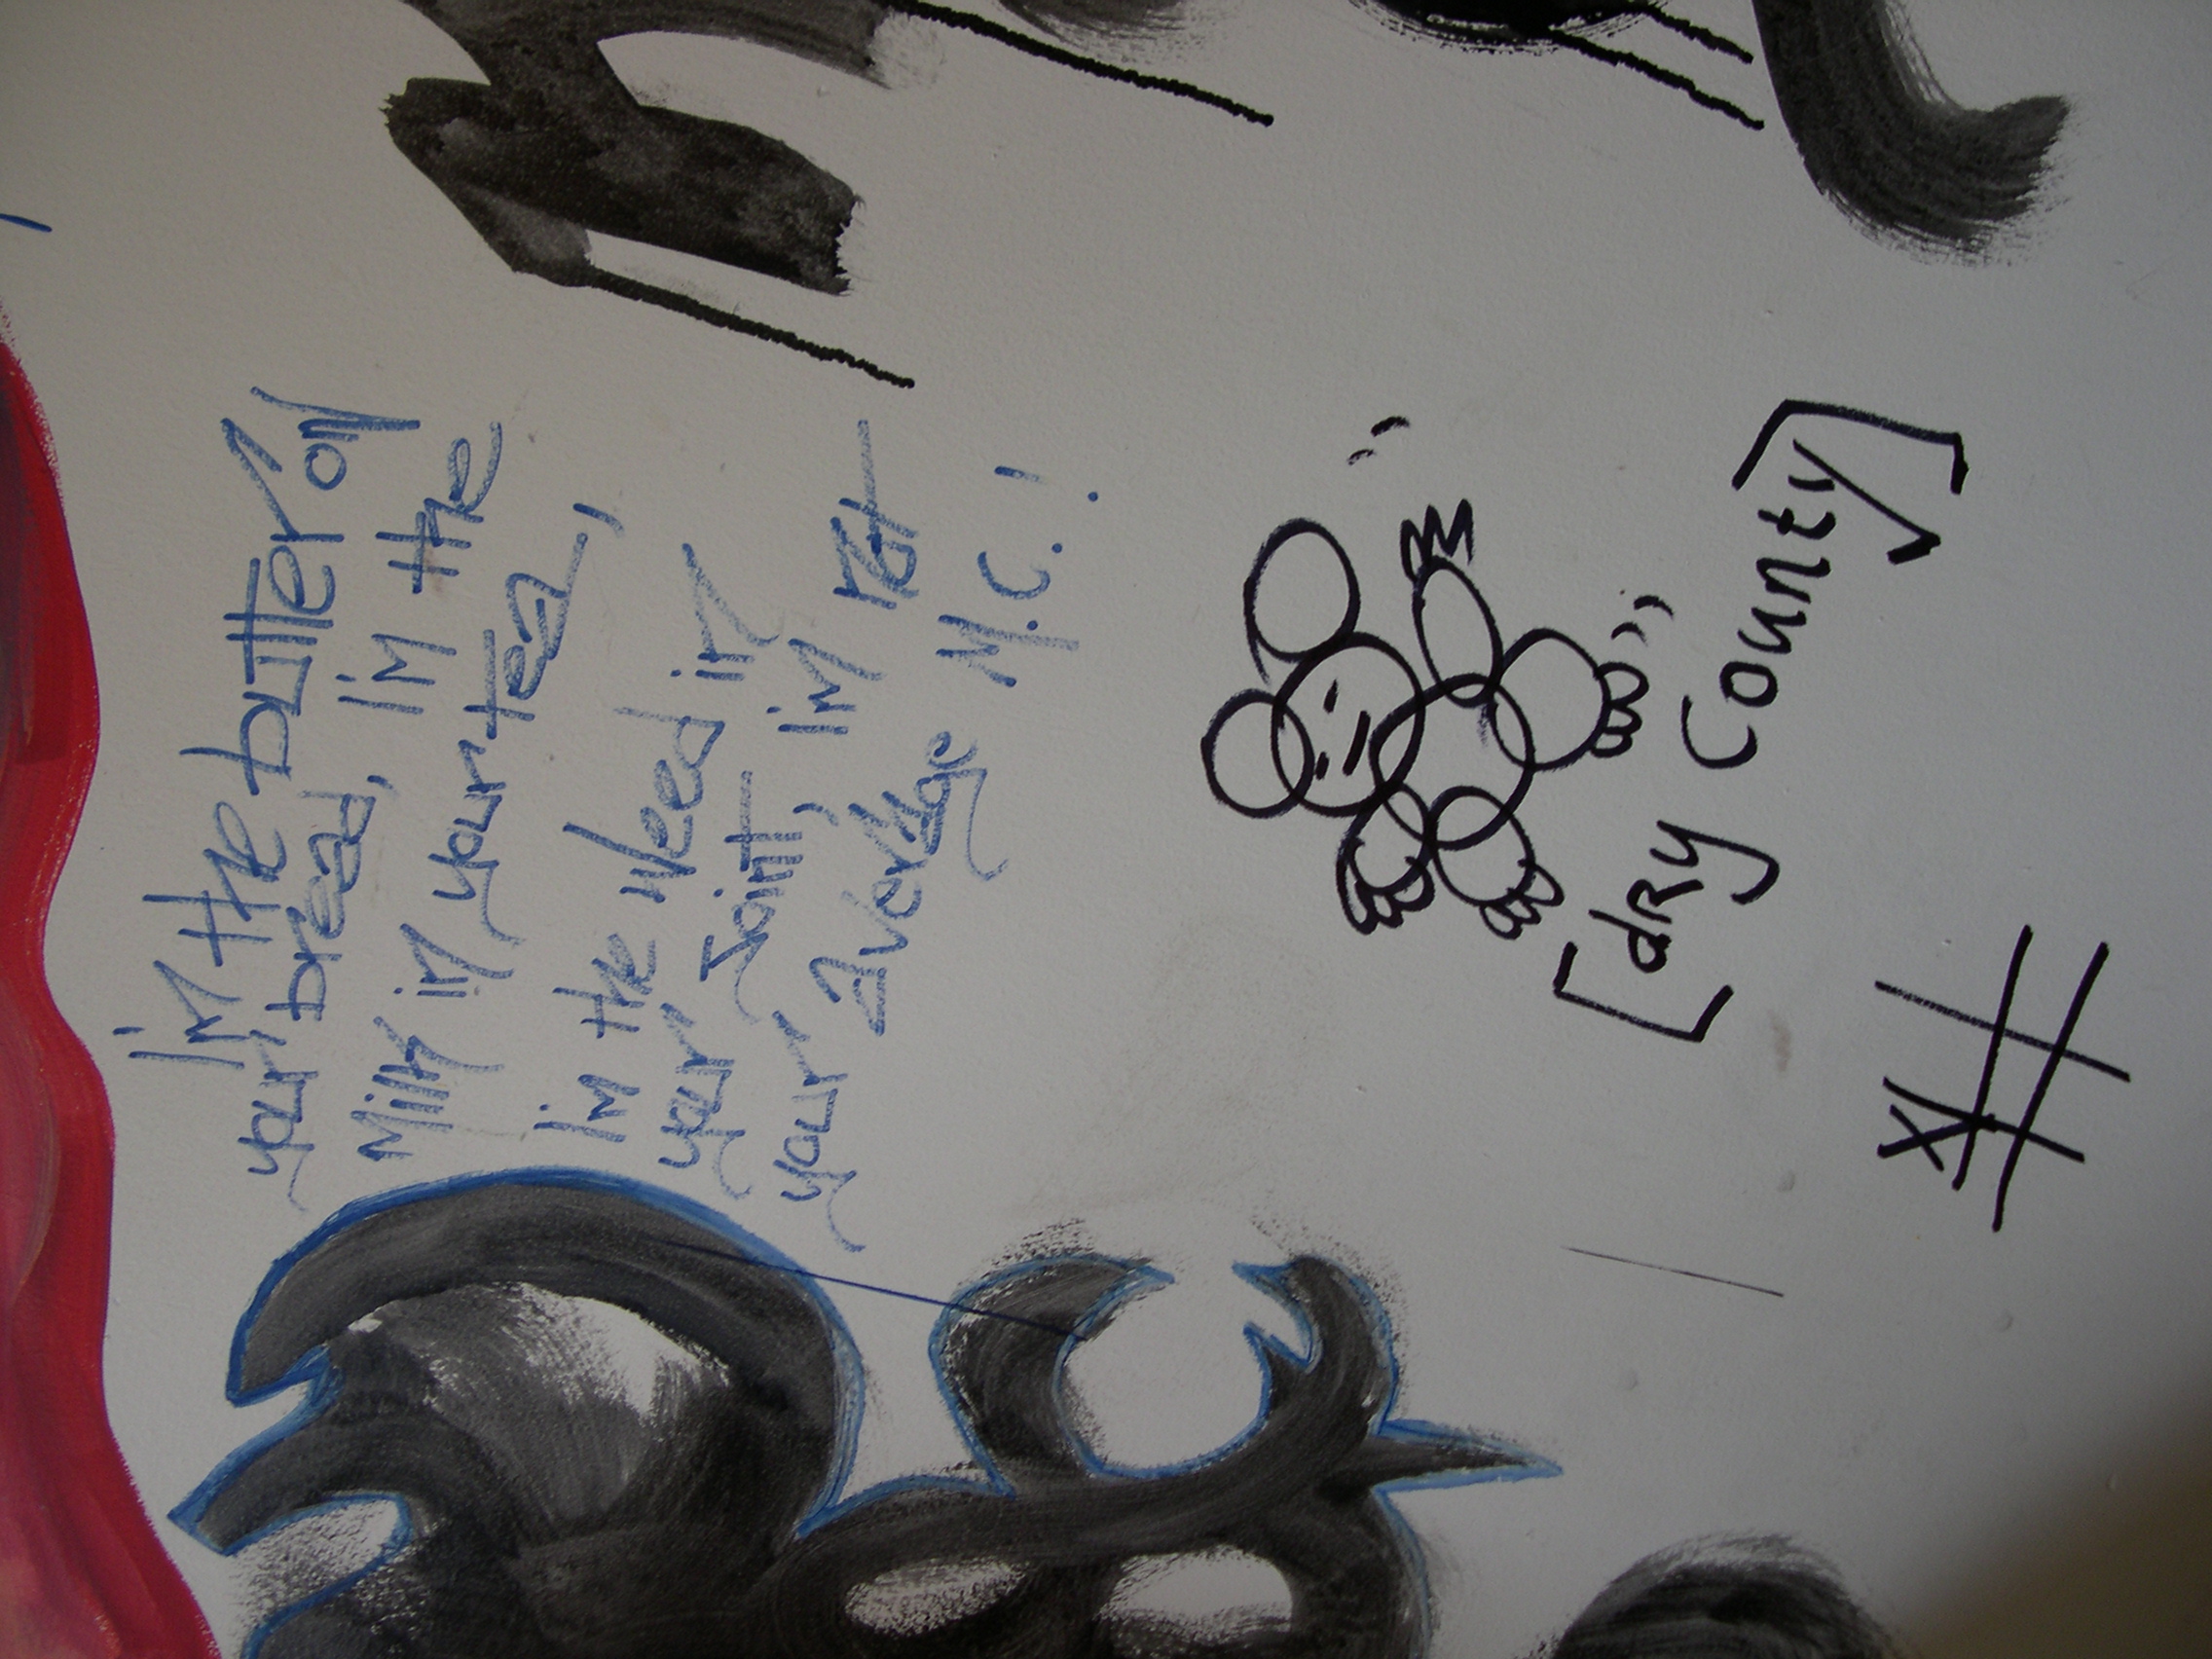 I'm the butter on
your bread, I'm the
Milk in your tea,
I'm the weed in
your Joint, I'm not
your average M.C.!
[dry County]
X